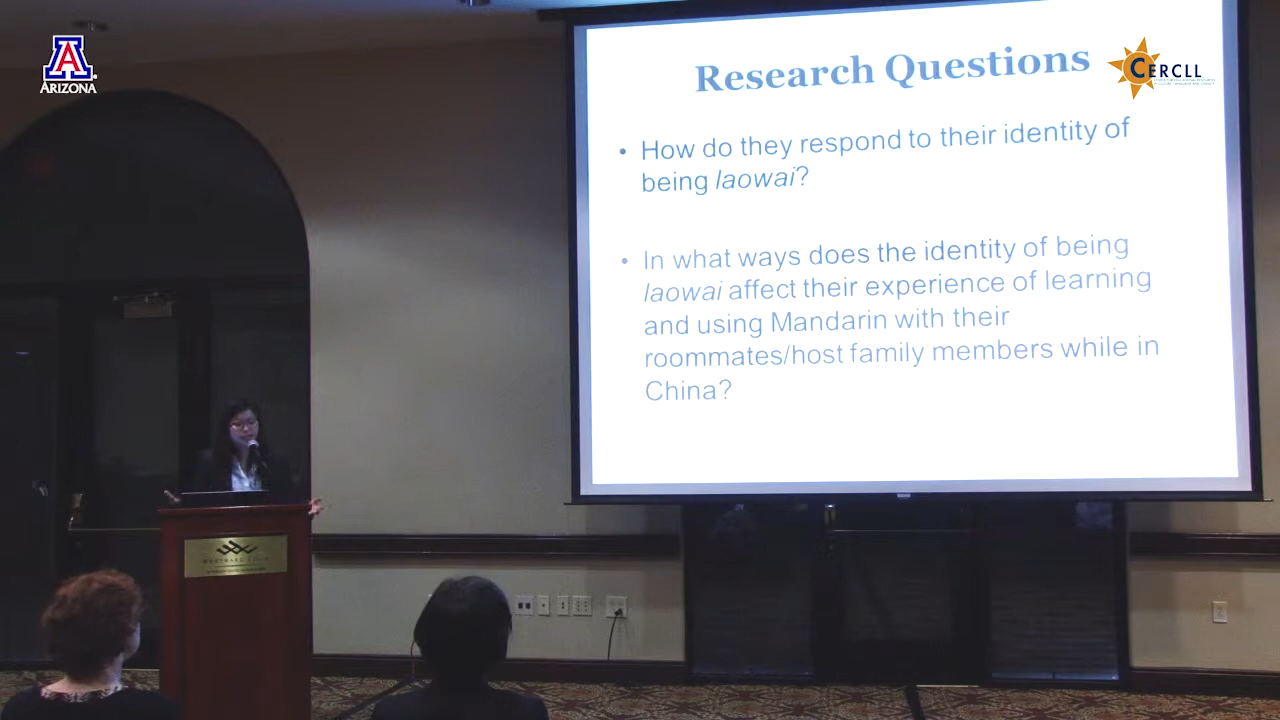 A
ARIZONA
Research Questions
CERCLL
• How do they respond to their identity of
being laowai?
• In what ways does the identity of being
laowai affect their experience of learning
and using Mandarin with their
roommates/host family members while in
China?